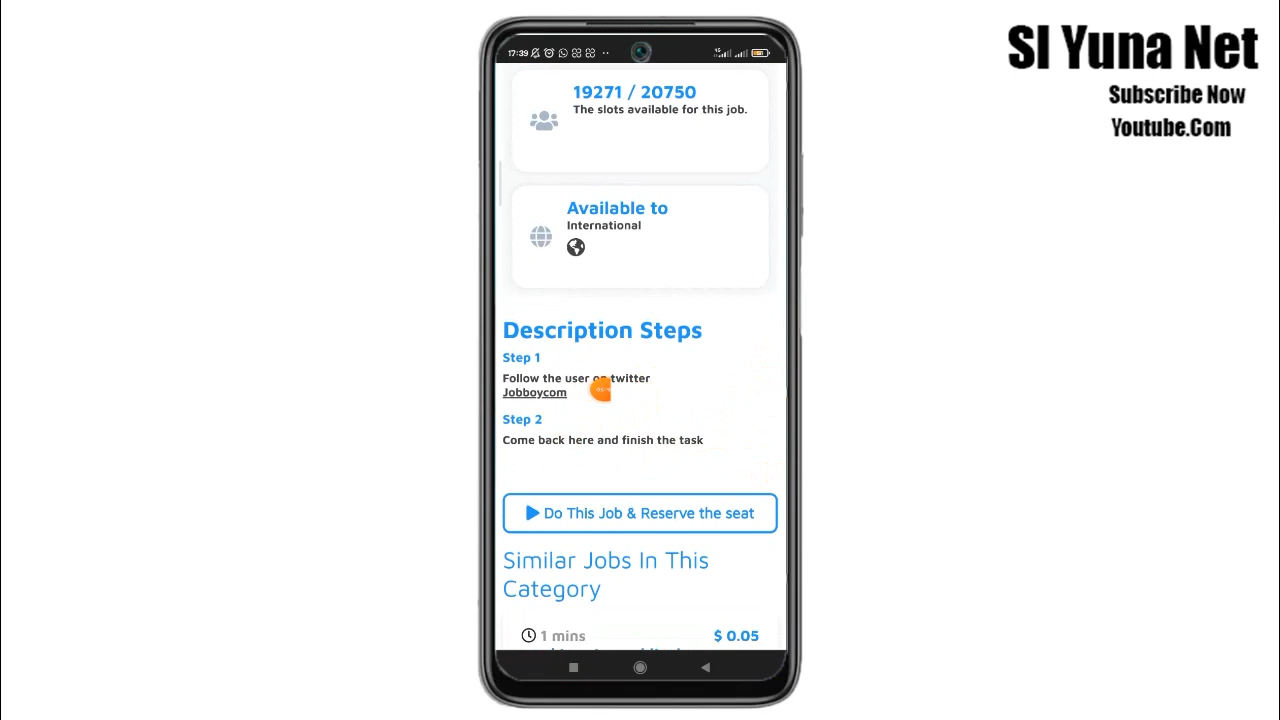 SI Yuna Net
Subscribe Now
Youtube.Com
17:39
19271 / 20750
The slots available for this job.
Available to
International
Description Steps
Step 1
Follow the user on twitter
Jobboycom
Step 2
Come back here and finish the task
Do This Job & Reserve the seat
Similar Jobs In This
Category
1 mins
$ 0.05